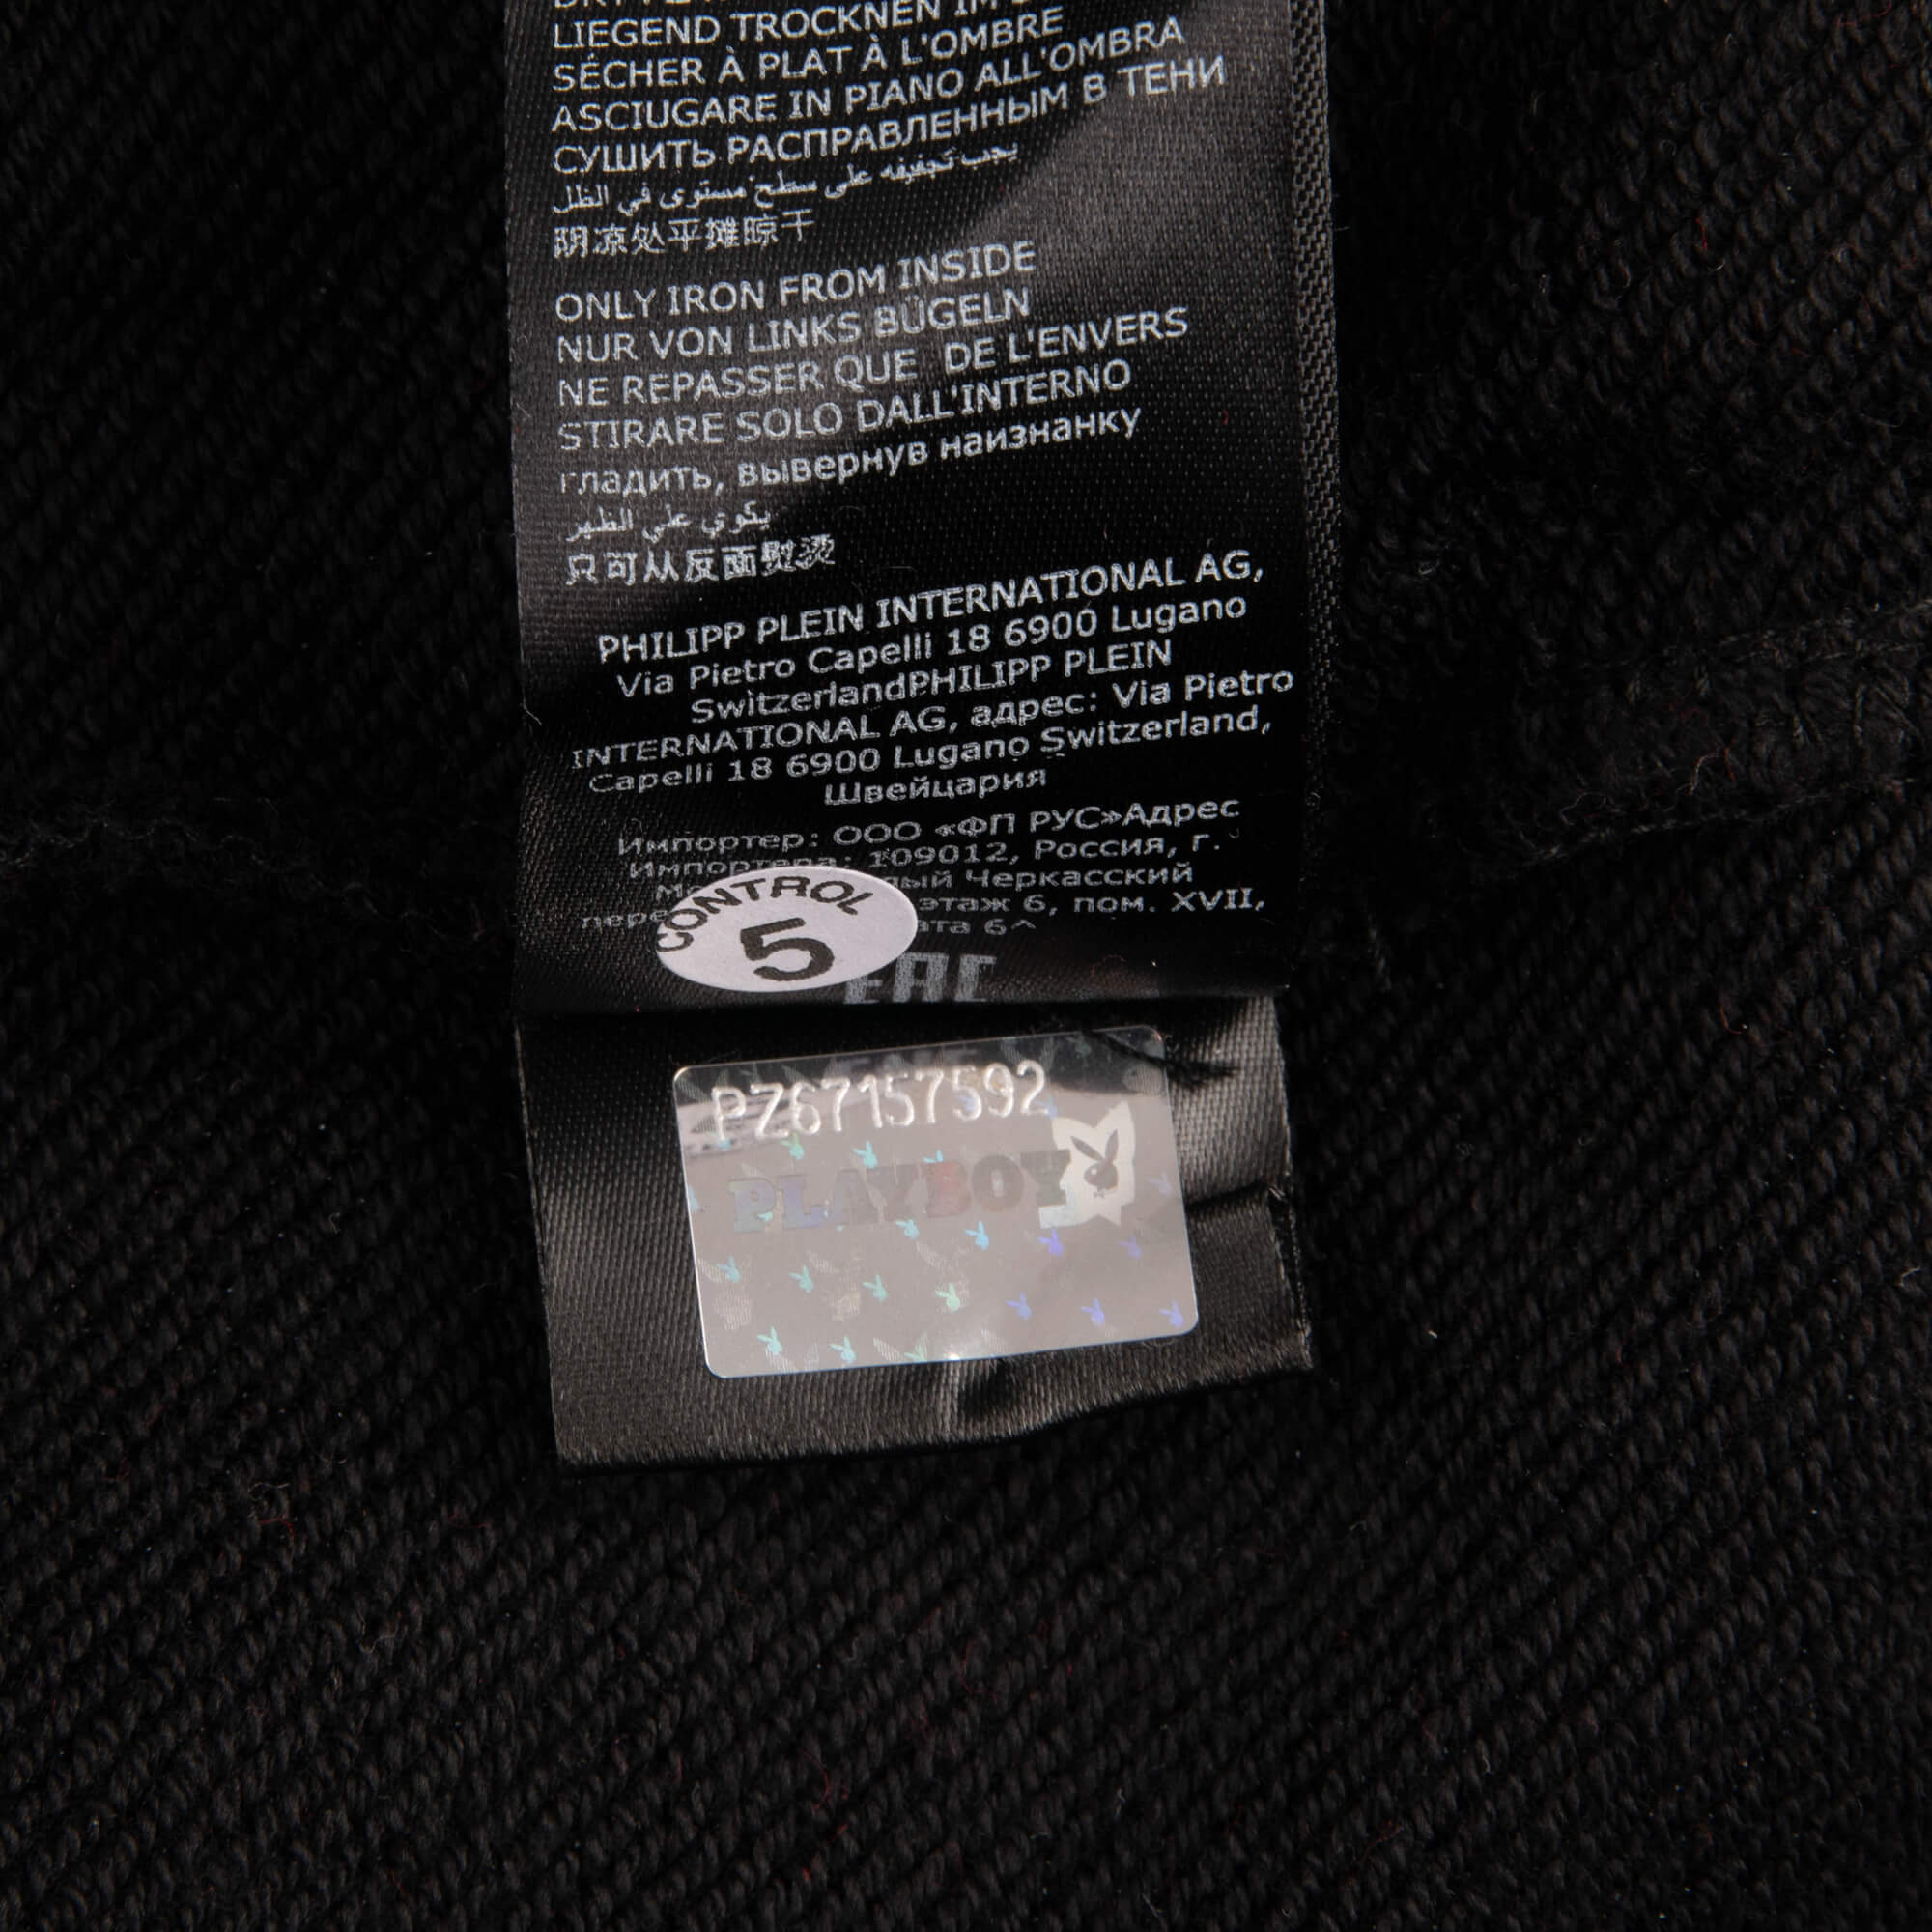 LIEGEND TROCKNEN IM
SÉCHER À PLAT À L'OMBRE
ASCIUGARE IN PIANO ALL'OMBRA
СУШИТЬ РАСПРАВЛЕННЫМ В ТЕНИ
يجب تجفيفه على سطح مستوى في الظل
阴凉处平摊晾干
ONLY IRON FROM INSIDE
NUR VON LINKS BÜGELN
NE REPASSER QUE DE L'ENVERS
STIRARE SOLO DALL'INTERNO
гладить, вывернув наизнанку
يكوي علي الظهر
只可从反面熨烫
PHILIPP PLEIN INTERNATIONAL AG,
Via Pietro Capelli 18 6900 Lugano
SwitzerlandPHILIPP PLEIN
INTERNATIONAL AG, адрес: Via Pietro
Capelli 18 6900 Lugano Switzerland,
Швейцария
Импортер: ООО «ФП РУС»Адрес
Импортера: 109012, Россия, г.
Черкасский
этаж 6, пом. XVII,
6^
CONTROL
5
EAC
PZ67157592
PLAYBOY